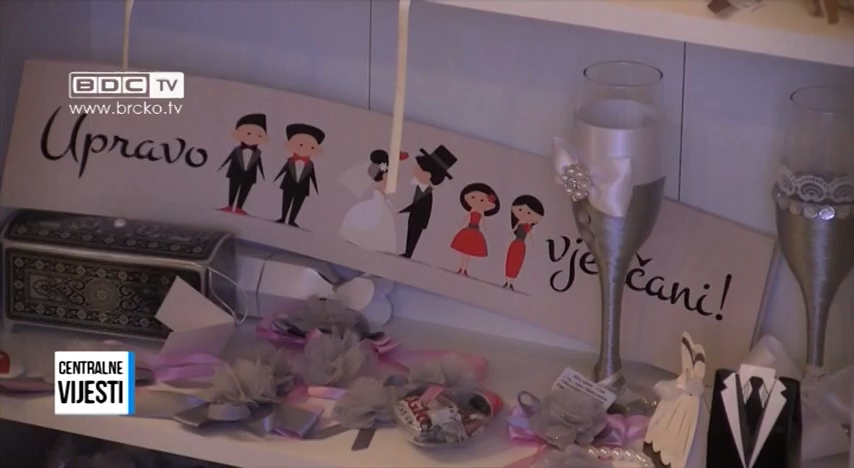 BDC TV
www.brcko.tv
Upravo
vje čani!
CENTRALNE
VIJESTI